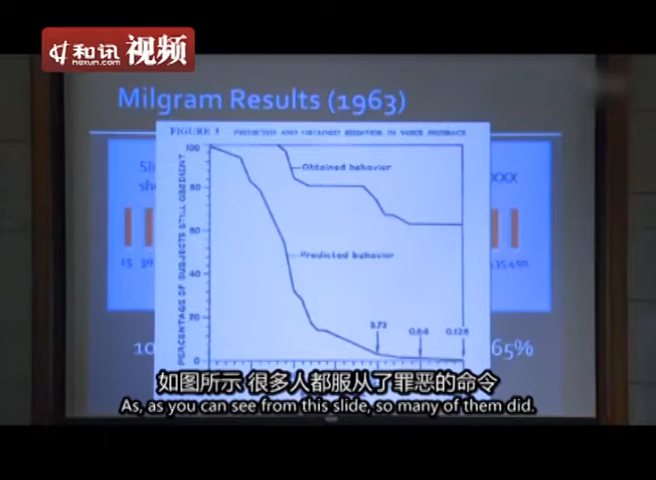 和讯 视频
hexun.com
Milgram Results (1963)
FIGURE 3 PREDICTED AND OBTAINED BEHAVIOR IN VOICE FEEDBACK
PERCENTAGE OF SUBJECTS STILL OBEDIENT
100
80
60
40
20
0
Obtained behavior
Predicted behavior
3.73
0.64
0.128
XXX
65%
如图所示 很多人都服从了罪恶的命令
As, as you can see from this slide, so many of them did.